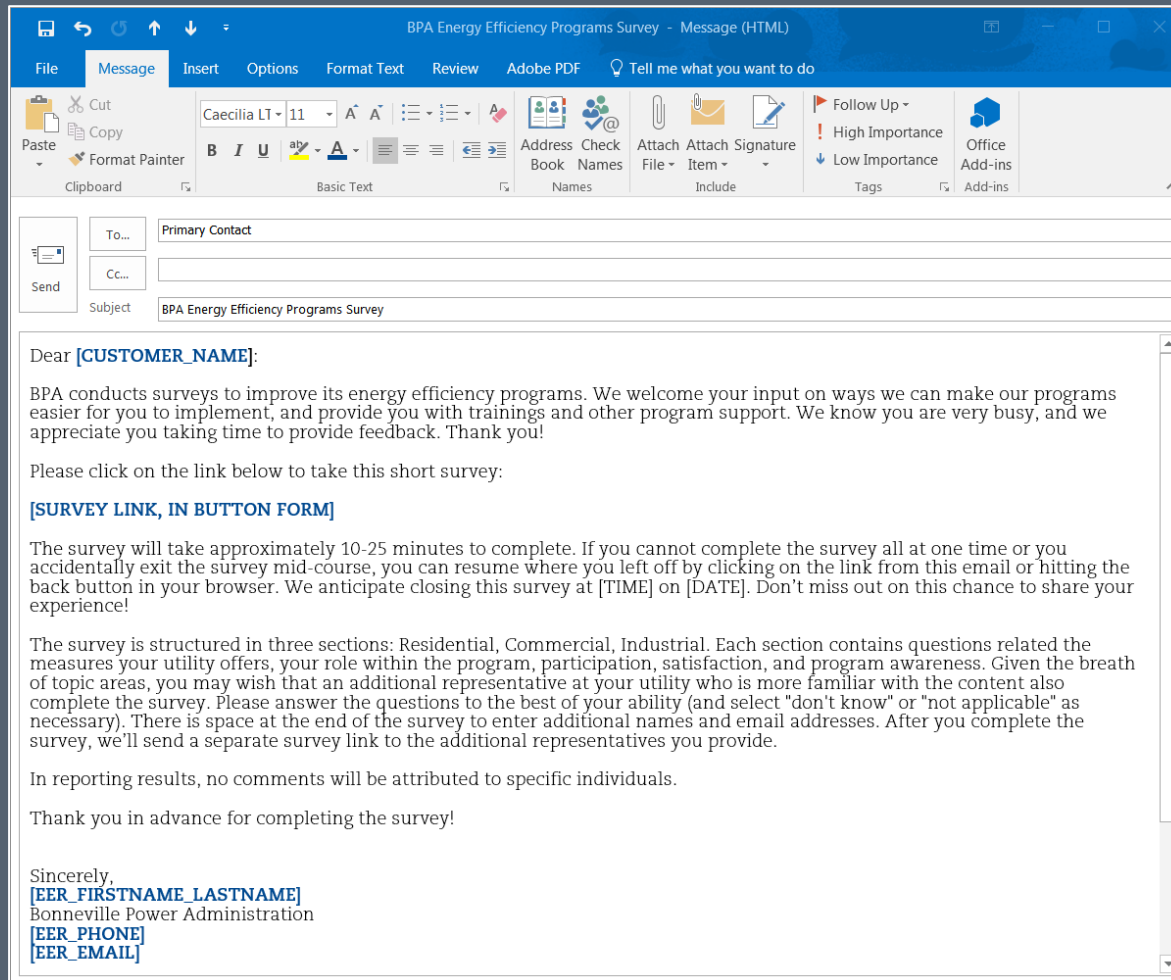 BPA Energy Efficiency Programs Survey - Message (HTML)
File Message Insert Options Format Text Review Adobe PDF Tell me what you want to do
Cut
Copy
Paste
Format Painter
Clipboard
Caecilia LT 11
B I U
Basic Text
Address Book
Check Names
Names
Attach File
Attach Item
Signature
Include
Follow Up
High Importance
Low Importance
Tags
Office Add-ins
Add-ins
Send
To... Primary Contact
Cc...
Subject BPA Energy Efficiency Programs Survey
Dear [CUSTOMER_NAME]:
BPA conducts surveys to improve its energy efficiency programs. We welcome your input on ways we can make our programs
easier for you to implement, and provide you with trainings and other program support. We know you are very busy, and we
appreciate you taking time to provide feedback. Thank you!
Please click on the link below to take this short survey:
[SURVEY LINK, IN BUTTON FORM]
The survey will take approximately 10-25 minutes to complete. If you cannot complete the survey all at one time or you
accidentally exit the survey mid-course, you can resume where you left off by clicking on the link from this email or hitting the
back button in your browser. We anticipate closing this survey at [TIME] on [DATE]. Don’t miss out on this chance to share your
experience!
The survey is structured in three sections: Residential, Commercial, Industrial. Each section contains questions related the
measures your utility offers, your role within the program, participation, satisfaction, and program awareness. Given the breath
of topic areas, you may wish that an additional representative at your utility who is more familiar with the content also
complete the survey. Please answer the questions to the best of your ability (and select "don't know" or "not applicable" as
necessary). There is space at the end of the survey to enter additional names and email addresses. After you complete the
survey, we’ll send a separate survey link to the additional representatives you provide.
In reporting results, no comments will be attributed to specific individuals.
Thank you in advance for completing the survey!
Sincerely,
[EER_FIRSTNAME_LASTNAME]
Bonneville Power Administration
[EER_PHONE]
[EER_EMAIL]